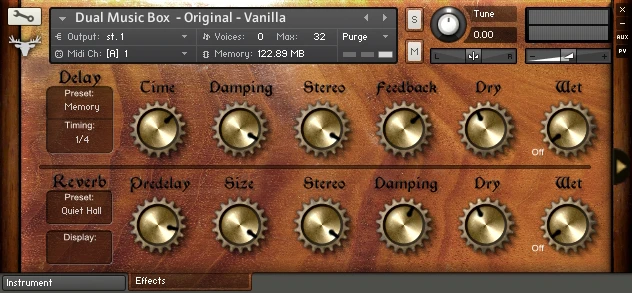 Dual Music Box - Original - Vanilla
S
Tune
0.00
AUX
PV
Output: st. 1
Voices: 0 Max: 32
Purge
M
Midi Ch: [A] 1
Memory: 122.89 MB
L R
Delay
Preset:
Memory
Timing:
1/4
Time Damping Stereo Feedback Dry Wet
Off
Reverb
Preset:
Quiet Hall
Display:
Predelay Size Stereo Damping Dry Wet
Off
Instrument
Effects